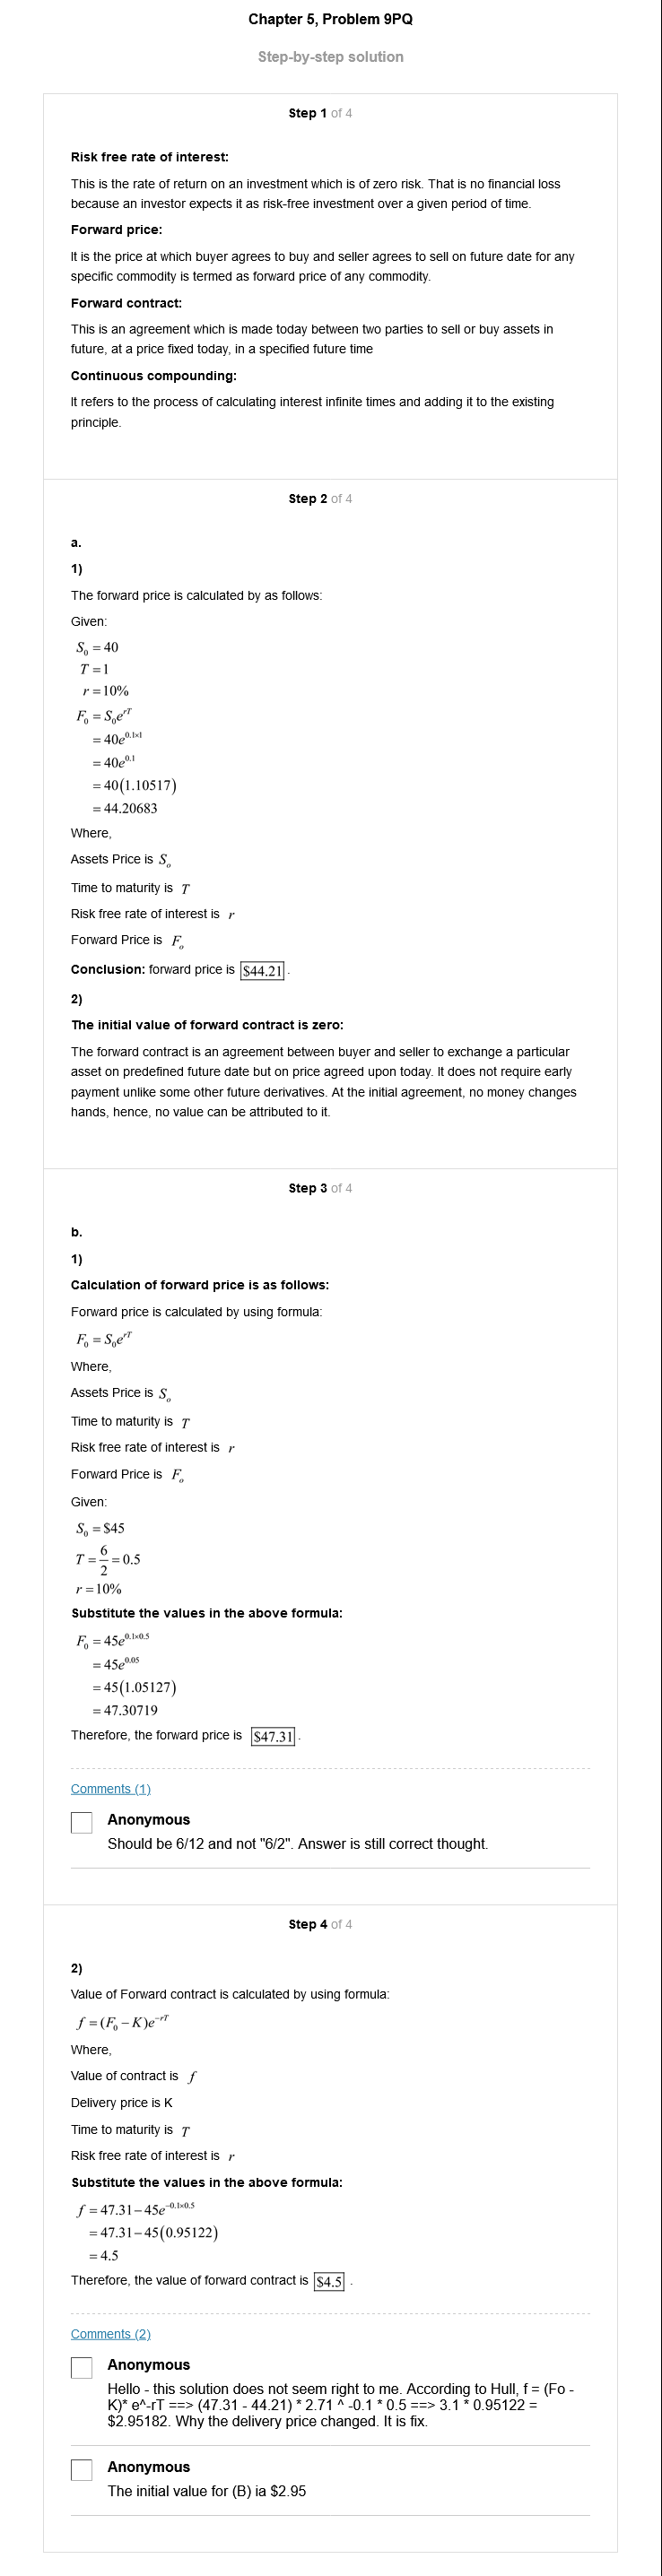 Chapter 5, Problem 9PQ
Step-by-step solution
Step 1 of 4
Risk free rate of interest:
This is the rate of return on an investment which is of zero risk. That is no financial loss
because an investor expects it as risk-free investment over a given period of time.
Forward price:
It is the price at which buyer agrees to buy and seller agrees to sell on future date for any
specific commodity is termed as forward price of any commodity.
Forward contract:
This is an agreement which is made today between two parties to sell or buy assets in
future, at a price fixed today, in a specified future time
Continuous compounding:
It refers to the process of calculating interest infinite times and adding it to the existing
principle.
Step 2 of 4
a.
1)
The forward price is calculated by as follows:
Given:
S₀ = 40
T = 1
r = 10%
F₀ = S₀e^{rT}
= 40e^{0.1×1}
= 40e^{0.1}
= 40(1.10517)
= 44.20683
Where,
Assets Price is Sₒ
Time to maturity is T
Risk free rate of interest is r
Forward Price is Fₒ
Conclusion: forward price is $44.21.
2)
The initial value of forward contract is zero:
The forward contract is an agreement between buyer and seller to exchange a particular
asset on predefined future date but on price agreed upon today. It does not require early
payment unlike some other future derivatives. At the initial agreement, no money changes
hands, hence, no value can be attributed to it.
Step 3 of 4
b.
1)
Calculation of forward price is as follows:
Forward price is calculated by using formula:
F₀ = S₀e^{rT}
Where,
Assets Price is Sₒ
Time to maturity is T
Risk free rate of interest is r
Forward Price is Fₒ
Given:
S₀ = $45
T = 6/2 = 0.5
r = 10%
Substitute the values in the above formula:
F₀ = 45e^{0.1×0.5}
= 45e^{0.05}
= 45(1.05127)
= 47.30719
Therefore, the forward price is $47.31.
Comments (1)
Anonymous
Should be 6/12 and not "6/2". Answer is still correct thought.
Step 4 of 4
2)
Value of Forward contract is calculated by using formula:
f = (F₀ − K)e^{−rT}
Where,
Value of contract is f
Delivery price is K
Time to maturity is T
Risk free rate of interest is r
Substitute the values in the above formula:
f = 47.31 − 45e^{−0.1×0.5}
= 47.31 − 45(0.95122)
= 4.5
Therefore, the value of forward contract is $4.5 .
Comments (2)
Anonymous
Hello - this solution does not seem right to me. According to Hull, f = (Fo -
K)* e^-rT ==> (47.31 - 44.21) * 2.71 ^ -0.1 * 0.5 ==> 3.1 * 0.95122 =
$2.95182. Why the delivery price changed. It is fix.
Anonymous
The initial value for (B) ia $2.95